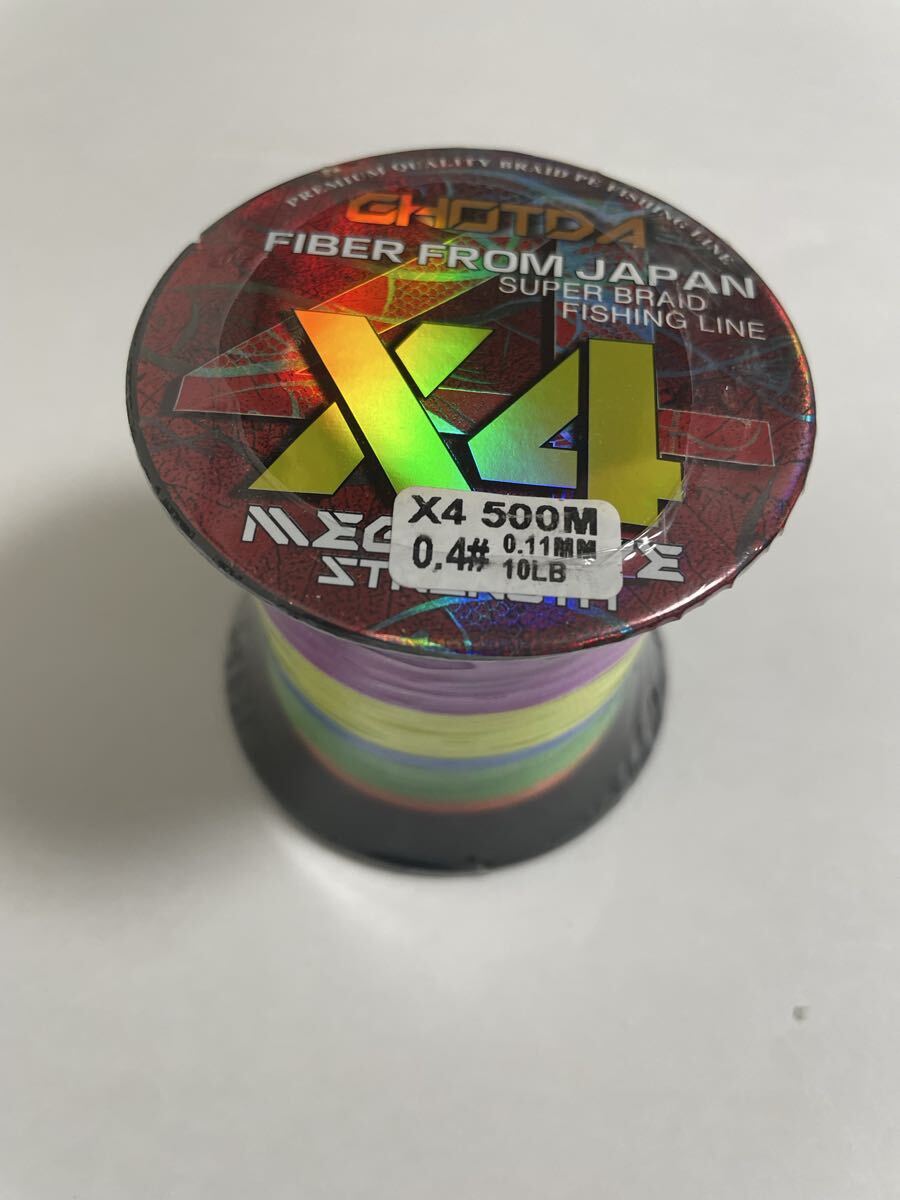 PREMIUM QUALITY BRAID PE FISHING LINE
GHOTDA
FIBER FROM JAPAN
SUPER BRAID
FISHING LINE
X4
X4 500M
0.4# 0.11MM
10LB